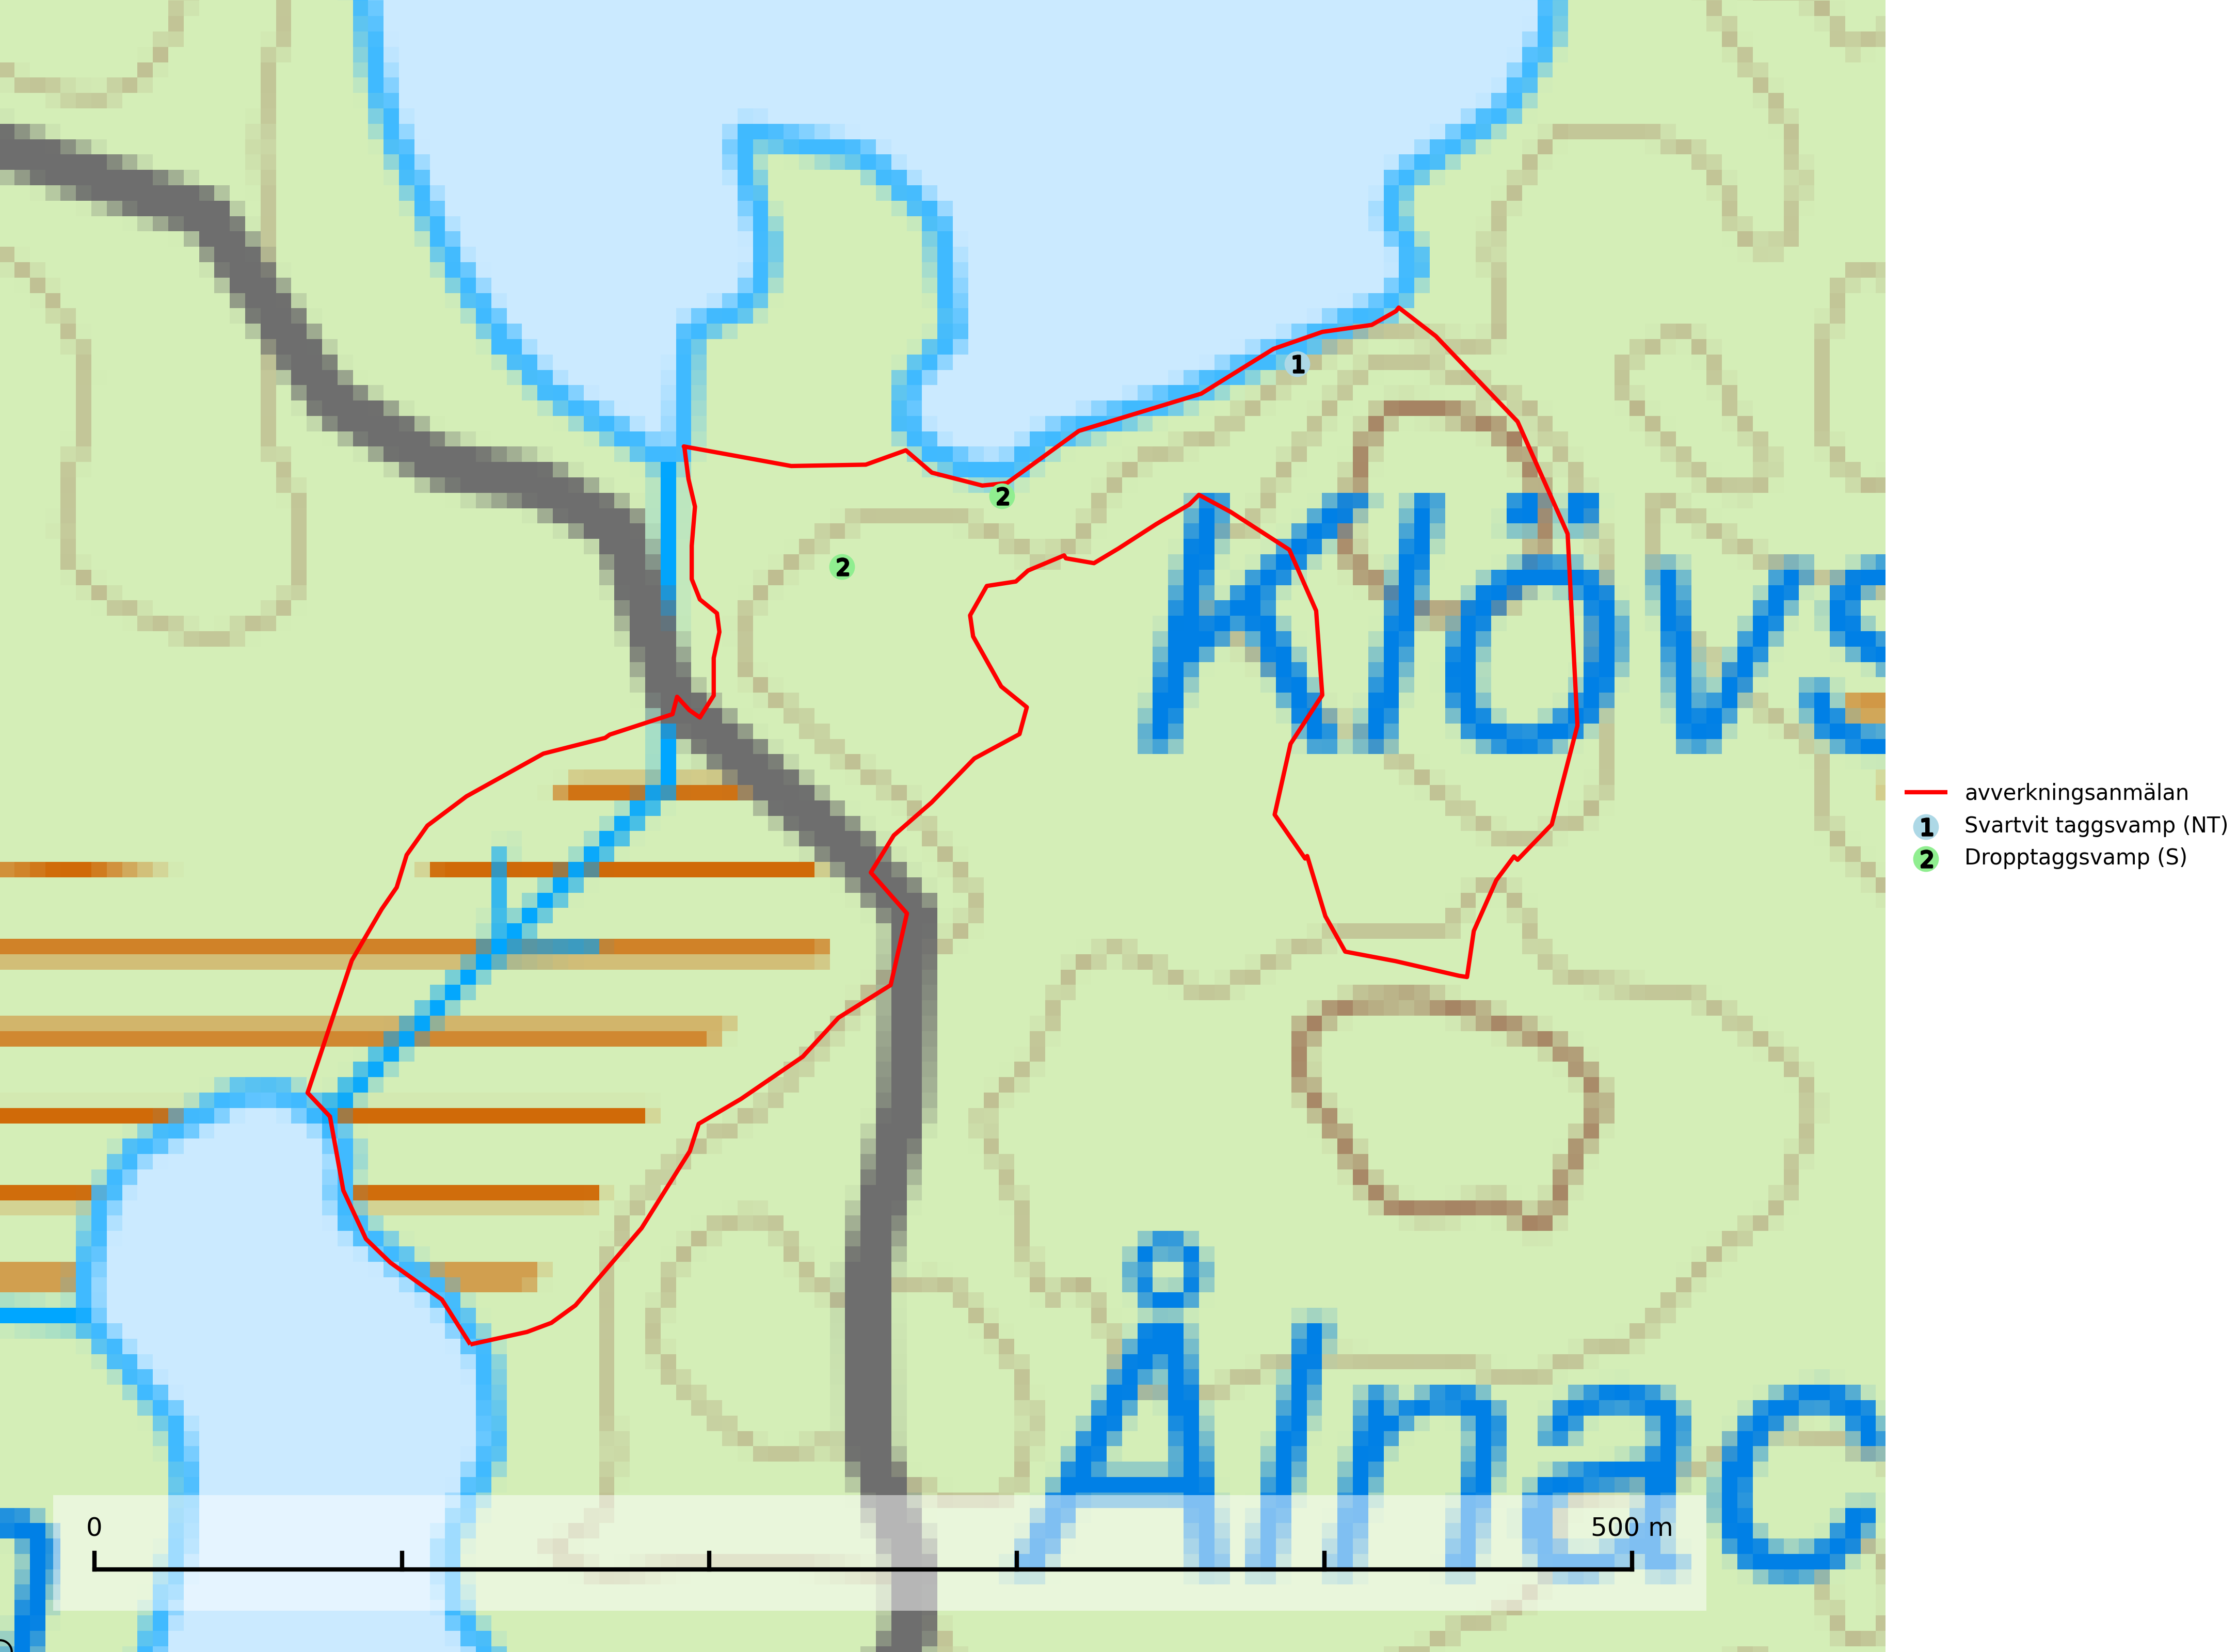 1
2
2
Klövs
avverkningsanmälan
1 Svartvit taggsvamp (NT)
2 Dropptaggsvamp (S)
Ålnac
0 500 m